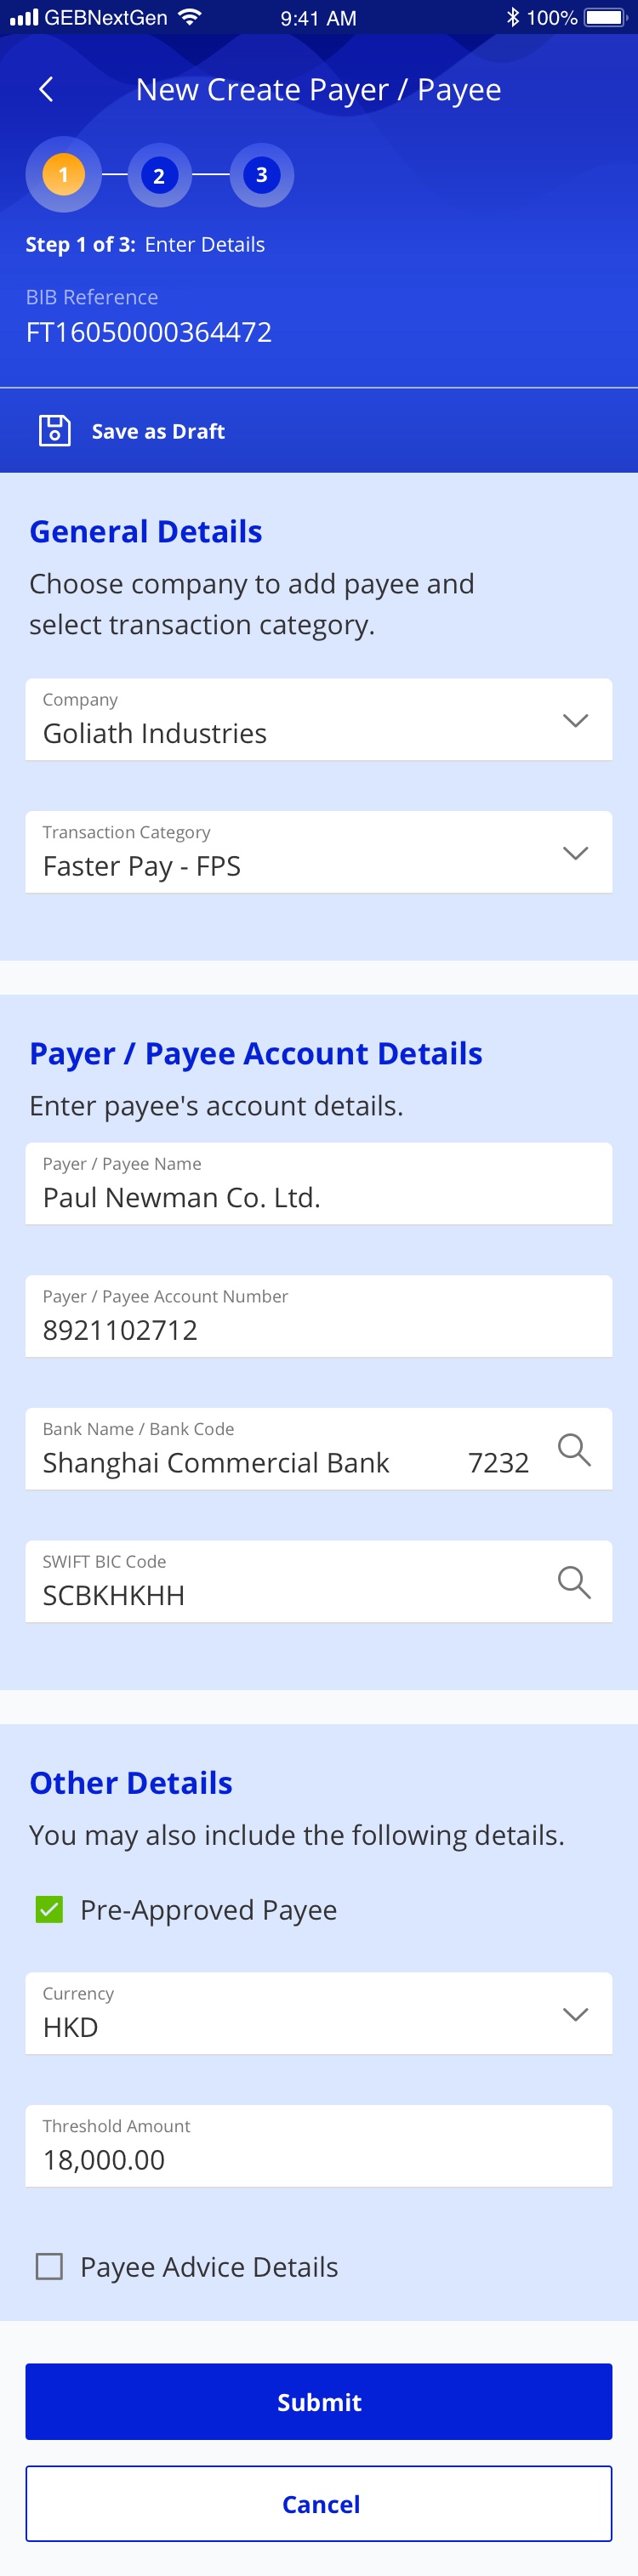 GEBNextGen 9:41 AM 100%
New Create Payer / Payee
1 2 3
Step 1 of 3: Enter Details
BIB Reference
FT16050000364472
Save as Draft
General Details
Choose company to add payee and
select transaction category.
Company
Goliath Industries
Transaction Category
Faster Pay - FPS
Payer / Payee Account Details
Enter payee's account details.
Payer / Payee Name
Paul Newman Co. Ltd.
Payer / Payee Account Number
8921102712
Bank Name / Bank Code
Shanghai Commercial Bank 7232
SWIFT BIC Code
SCBKHKHH
Other Details
You may also include the following details.
Pre-Approved Payee
Currency
HKD
Threshold Amount
18,000.00
Payee Advice Details
Submit
Cancel